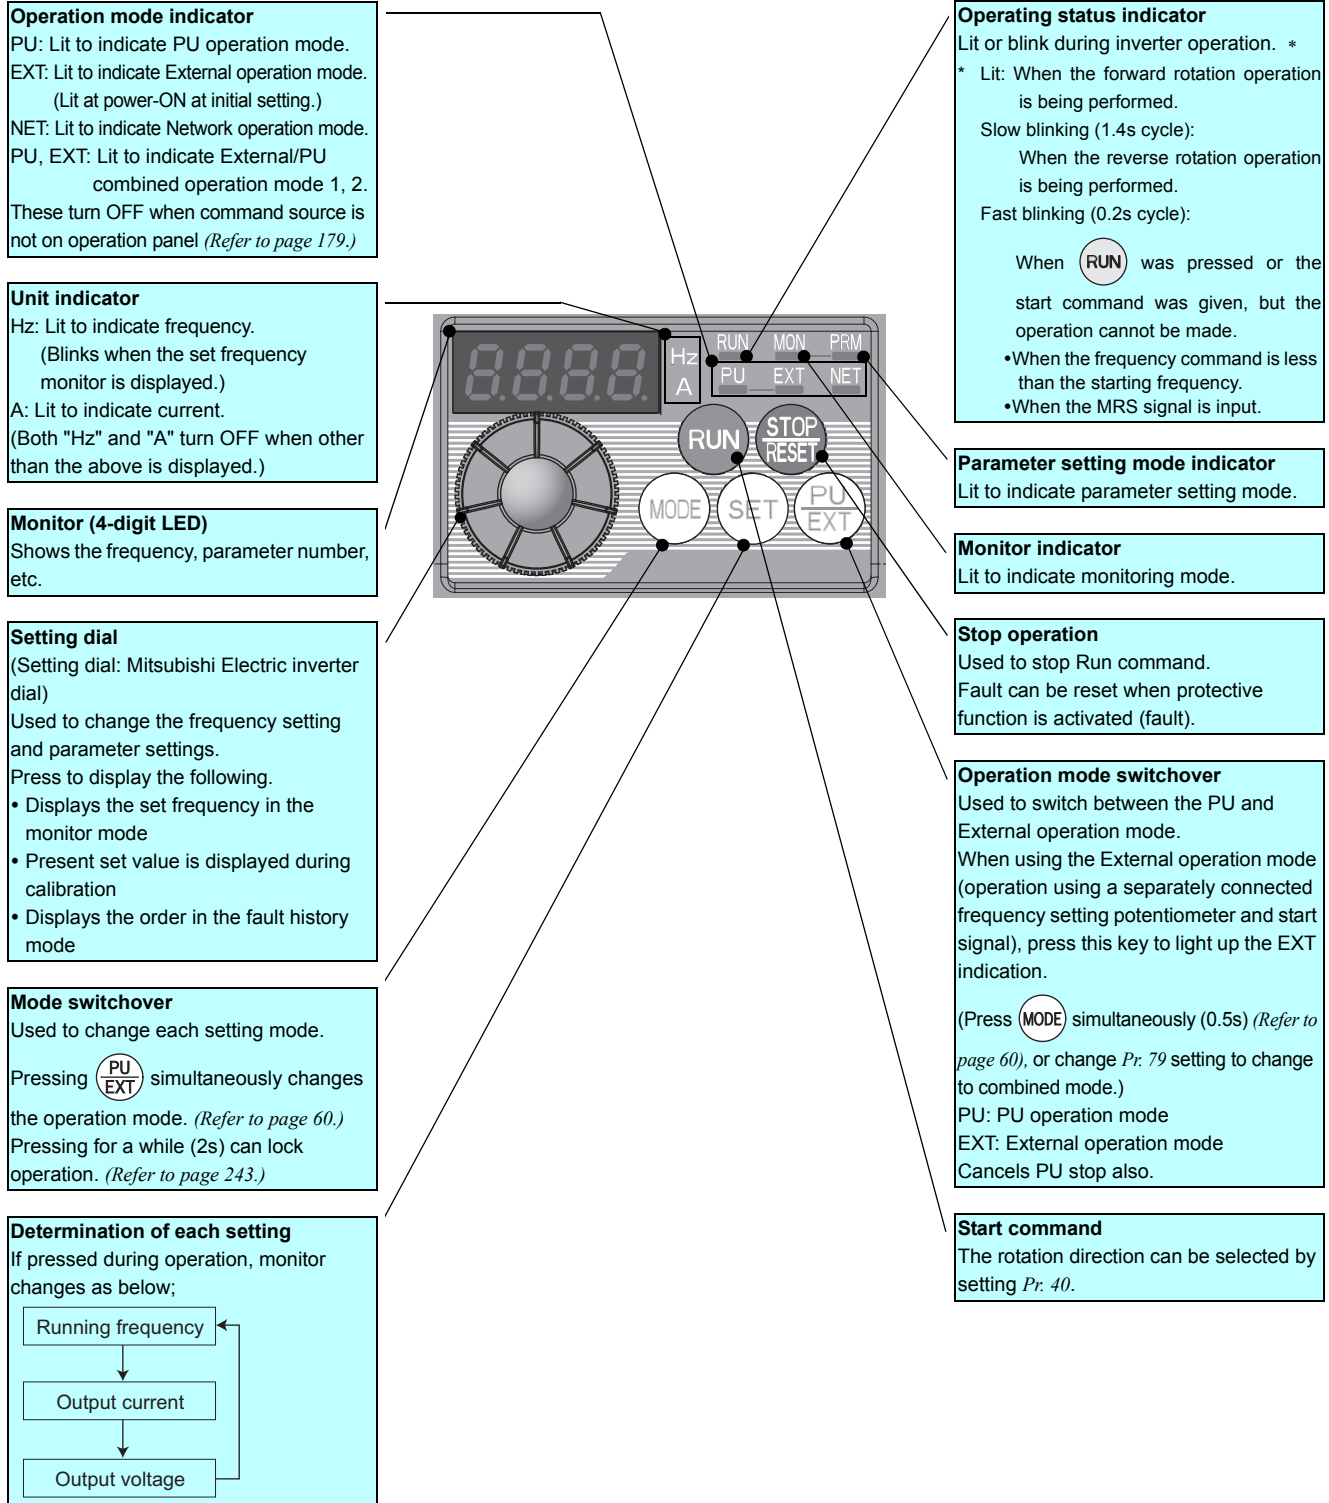 Operation mode indicator
PU: Lit to indicate PU operation mode.
EXT: Lit to indicate External operation mode.
(Lit at power-ON at initial setting.)
NET: Lit to indicate Network operation mode.
PU, EXT: Lit to indicate External/PU
combined operation mode 1, 2.
These turn OFF when command source is
not on operation panel (Refer to page 179.)
Unit indicator
Hz: Lit to indicate frequency.
(Blinks when the set frequency
monitor is displayed.)
A: Lit to indicate current.
(Both "Hz" and "A" turn OFF when other
than the above is displayed.)
Monitor (4-digit LED)
Shows the frequency, parameter number,
etc.
Setting dial
(Setting dial: Mitsubishi Electric inverter
dial)
Used to change the frequency setting
and parameter settings.
Press to display the following.
• Displays the set frequency in the
monitor mode
• Present set value is displayed during
calibration
• Displays the order in the fault history
mode
Mode switchover
Used to change each setting mode.
Pressing PU EXT simultaneously changes
the operation mode. (Refer to page 60.)
Pressing for a while (2s) can lock
operation. (Refer to page 243.)
Determination of each setting
If pressed during operation, monitor
changes as below;
Running frequency
Output current
Output voltage
8.8.8.8.
Hz
A
RUN MON PRM
PU EXT NET
RUN
STOP
RESET
MODE
SET
PU
EXT
Operating status indicator
Lit or blink during inverter operation. *
* Lit: When the forward rotation operation
is being performed.
Slow blinking (1.4s cycle):
When the reverse rotation operation
is being performed.
Fast blinking (0.2s cycle):
When RUN was pressed or the
start command was given, but the
operation cannot be made.
•When the frequency command is less
than the starting frequency.
•When the MRS signal is input.
Parameter setting mode indicator
Lit to indicate parameter setting mode.
Monitor indicator
Lit to indicate monitoring mode.
Stop operation
Used to stop Run command.
Fault can be reset when protective
function is activated (fault).
Operation mode switchover
Used to switch between the PU and
External operation mode.
When using the External operation mode
(operation using a separately connected
frequency setting potentiometer and start
signal), press this key to light up the EXT
indication.
(Press MODE simultaneously (0.5s) (Refer to
page 60), or change Pr. 79 setting to change
to combined mode.)
PU: PU operation mode
EXT: External operation mode
Cancels PU stop also.
Start command
The rotation direction can be selected by
setting Pr. 40.